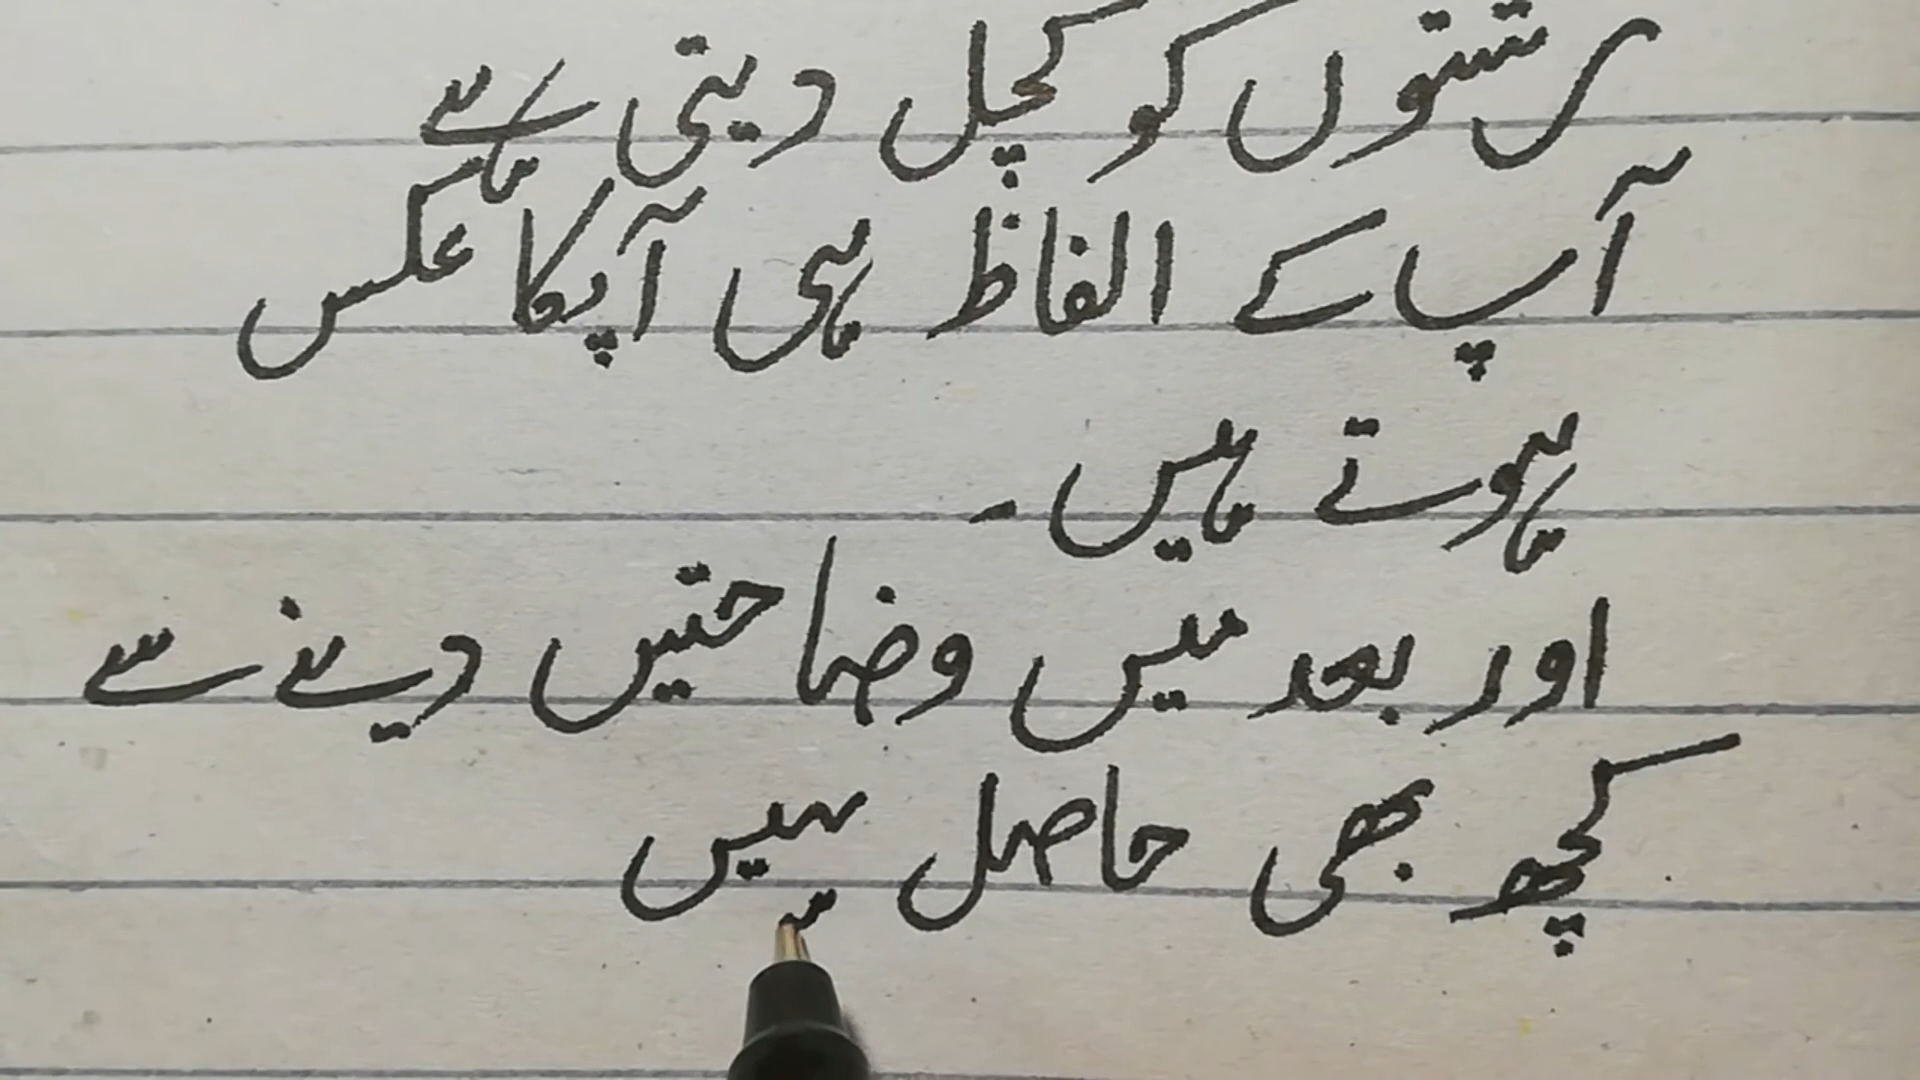 رشتوں کو کچل دیتی ہے
آپ کے الفاظ ہی آپکا عکس
ہوتے ہیں۔
اور بعد میں وضاحتیں دینے سے
کچھ بھی حاصل نہیں